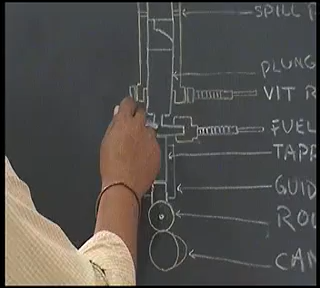 SPILL
PLUNG
VIT R
FUEL
TAPP
GUID
ROL
CAM